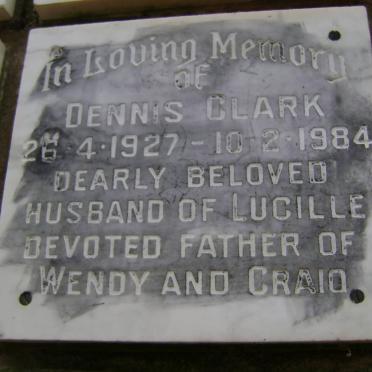 In Loving Memory
of
DENNIS CLARK
·4·1927 - 10·2·1984
DEARLY BELOVED
HUSBAND OF LUCILLE
DEVOTED FATHER OF
WENDY AND CRAIG